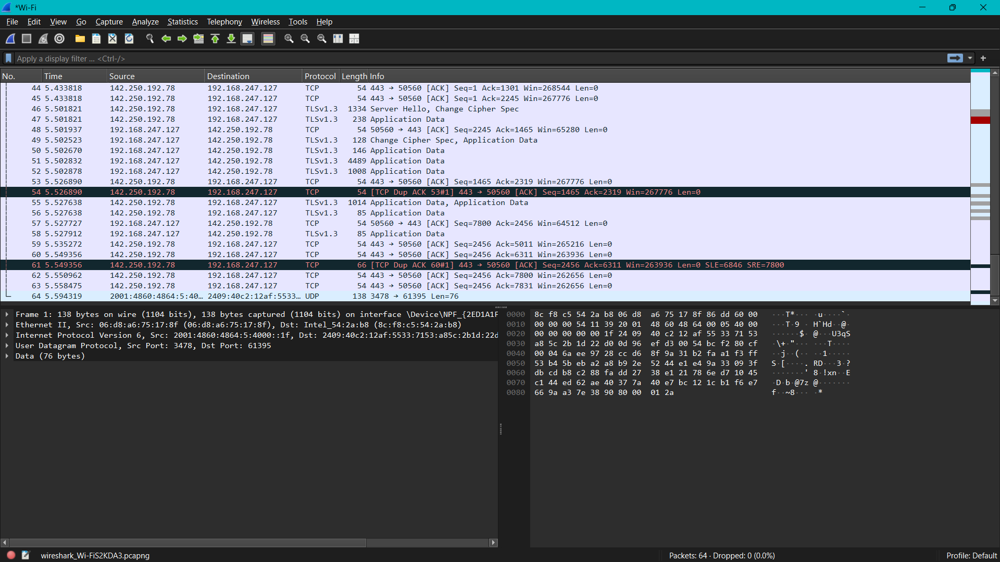 *Wi-Fi
File Edit View Go Capture Analyze Statistics Telephony Wireless Tools Help
Apply a display filter ... <Ctrl-/>
No. Time Source Destination Protocol Length Info
44 5.433818 142.250.192.78 192.168.247.127 TCP 54 443 → 50560 [ACK] Seq=1 Ack=1301 Win=268544 Len=0
45 5.433818 142.250.192.78 192.168.247.127 TCP 54 443 → 50560 [ACK] Seq=1 Ack=2245 Win=267776 Len=0
46 5.501821 142.250.192.78 192.168.247.127 TLSv1.3 1334 Server Hello, Change Cipher Spec
47 5.501821 142.250.192.78 192.168.247.127 TLSv1.3 238 Application Data
48 5.501937 192.168.247.127 142.250.192.78 TCP 54 50560 → 443 [ACK] Seq=2245 Ack=1465 Win=65280 Len=0
49 5.502523 192.168.247.127 142.250.192.78 TLSv1.3 128 Change Cipher Spec, Application Data
50 5.502670 192.168.247.127 142.250.192.78 TLSv1.3 146 Application Data
51 5.502832 192.168.247.127 142.250.192.78 TLSv1.3 4489 Application Data
52 5.502878 192.168.247.127 142.250.192.78 TLSv1.3 1008 Application Data
53 5.526890 142.250.192.78 192.168.247.127 TCP 54 443 → 50560 [ACK] Seq=1465 Ack=2319 Win=267776 Len=0
54 5.526890 142.250.192.78 192.168.247.127 TCP 54 [TCP Dup ACK 53#1] 443 → 50560 [ACK] Seq=1465 Ack=2319 Win=267776 Len=0
55 5.527638 142.250.192.78 192.168.247.127 TLSv1.3 1014 Application Data, Application Data
56 5.527638 142.250.192.78 192.168.247.127 TLSv1.3 85 Application Data
57 5.527727 192.168.247.127 142.250.192.78 TCP 54 50560 → 443 [ACK] Seq=7800 Ack=2456 Win=64512 Len=0
58 5.527912 192.168.247.127 142.250.192.78 TLSv1.3 85 Application Data
59 5.535272 142.250.192.78 192.168.247.127 TCP 54 443 → 50560 [ACK] Seq=2456 Ack=5011 Win=265216 Len=0
60 5.549356 142.250.192.78 192.168.247.127 TCP 54 443 → 50560 [ACK] Seq=2456 Ack=6311 Win=263936 Len=0
61 5.549356 142.250.192.78 192.168.247.127 TCP 66 [TCP Dup ACK 60#1] 443 → 50560 [ACK] Seq=2456 Ack=6311 Win=263936 Len=0 SLE=6846 SRE=7800
62 5.550962 142.250.192.78 192.168.247.127 TCP 54 443 → 50560 [ACK] Seq=2456 Ack=7800 Win=262656 Len=0
63 5.558475 142.250.192.78 192.168.247.127 TCP 54 443 → 50560 [ACK] Seq=2456 Ack=7831 Win=262656 Len=0
64 5.594319 2001:4860:4864:5:40... 2409:40c2:12af:5533... UDP 138 3478 → 61395 Len=76
Frame 1: 138 bytes on wire (1104 bits), 138 bytes captured (1104 bits) on interface \Device\NPF_{2ED1A1F
Ethernet II, Src: 06:d8:a6:75:17:8f (06:d8:a6:75:17:8f), Dst: Intel_54:2a:b8 (8c:f8:c5:54:2a:b8)
Internet Protocol Version 6, Src: 2001:4860:4864:5:4000::1f, Dst: 2409:40c2:12af:5533:7153:a85c:2b1d:22d
User Datagram Protocol, Src Port: 3478, Dst Port: 61395
Data (76 bytes)
0000 8c f8 c5 54 2a b8 06 d8 a6 75 17 8f 86 dd 60 00 ···T*··· ·u····`·
0010 00 00 00 54 11 39 20 01 48 60 48 64 00 05 40 00 ···T·9 · H`Hd··@·
0020 00 00 00 00 00 1f 24 09 40 c2 12 af 55 33 71 53 ······$· @···U3qS
0030 a8 5c 2b 1d 22 d0 0d 96 ef d3 00 54 bc f2 80 cf ·\+·"··· ···T····
0040 00 04 6a ee 97 28 cc d6 8f 9a 31 b2 fa a1 f3 ff ··j··(·· ··1·····
0050 53 b4 5b eb a2 a8 b9 2e 52 44 e1 e4 9a 33 09 3f S·[····. RD···3·?
0060 db cd b8 c2 88 fa dd 27 38 e1 21 78 6e d7 10 45 ·······' 8·!xn··E
0070 c1 44 ed 62 ae 40 37 7a 40 e7 bc 12 1c b1 f6 e7 ·D·b·@7z @·······
0080 66 9a a3 7e 38 90 80 00 01 2a f··~8··· ·*
wireshark_Wi-FiS2KDA3.pcapng Packets: 64 · Dropped: 0 (0.0%) Profile: Default